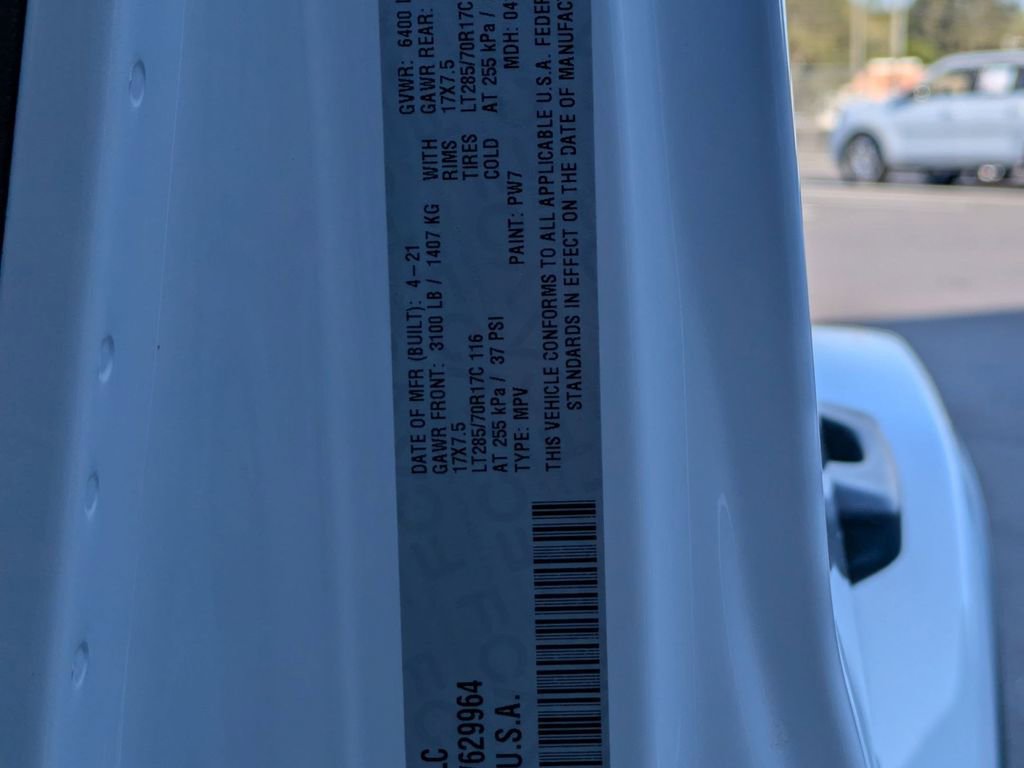 LC
629964
U.S.A.
DATE OF MFR (BUILT): 4-21
GVWR: 6400
GAWR FRONT: 3100 LB / 1407 KG WITH GAWR REAR:
17X7.5 RIMS 17X7.5
LT285/70R17C 116 TIRES LT285/70R17C
AT 255 kPa / 37 PSI COLD AT 255 kPa /
TYPE: MPV PAINT: PW7 MDH: 04
THIS VEHICLE CONFORMS TO ALL APPLICABLE U.S.A. FEDER
STANDARDS IN EFFECT ON THE DATE OF MANUFAC